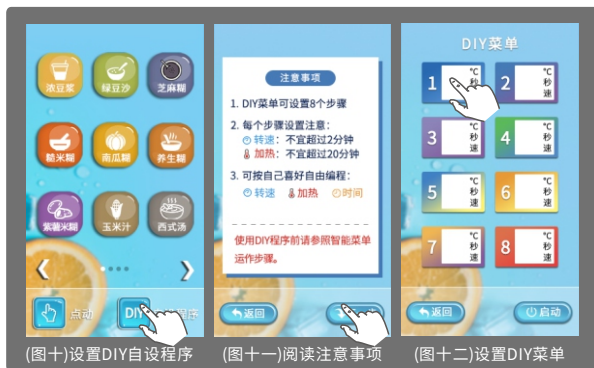 浓豆浆
绿豆沙
芝麻糊
糙米糊
南瓜糊
养生糊
紫薯米糊
玉米汁
西式汤
点动
DIY
程序
(图十)设置DIY自设程序
注意事项
1. DIY菜单可设置8个步骤
2. 每个步骤设置注意：
转速：不宜超过2分钟
加热：不宜超过20分钟
3. 可按自己喜好自由编程：
转速 加热 时间
使用DIY程序前请参照智能菜单
运作步骤。
返回
(图十一)阅读注意事项
DIY菜单
1 °C
秒
速
2 °C
秒
速
3 °C
秒
速
4 °C
秒
速
5 °C
秒
速
6 °C
秒
速
7 °C
秒
速
8 °C
秒
速
返回
启动
(图十二)设置DIY菜单